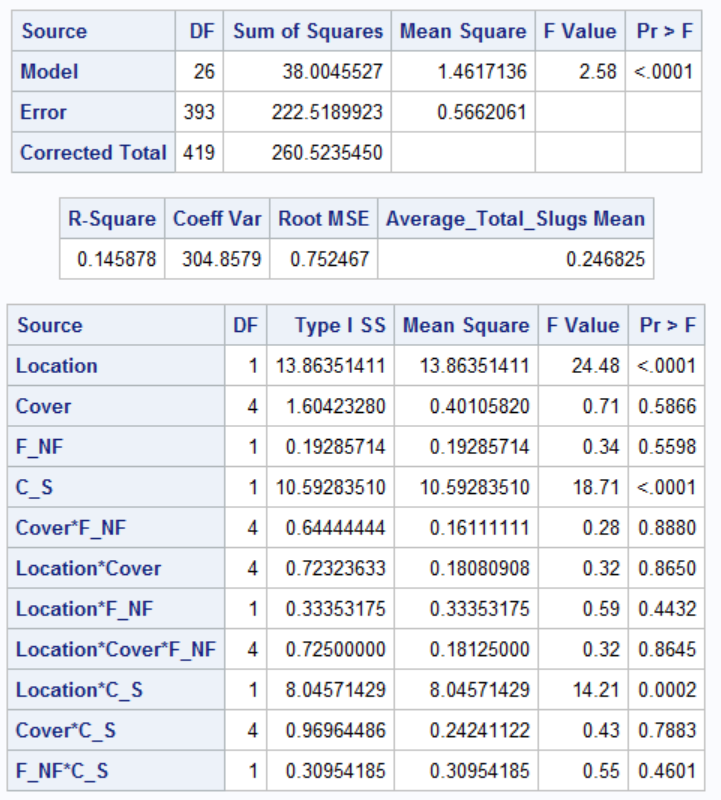 Source DF Sum of Squares Mean Square F Value Pr > F
Model 26 38.0045527 1.4617136 2.58 <.0001
Error 393 222.5189923 0.5662061
Corrected Total 419 260.5235450
R-Square Coeff Var Root MSE Average_Total_Slugs Mean
0.145878 304.8579 0.752467 0.246825
Source DF Type I SS Mean Square F Value Pr > F
Location 1 13.86351411 13.86351411 24.48 <.0001
Cover 4 1.60423280 0.40105820 0.71 0.5866
F_NF 1 0.19285714 0.19285714 0.34 0.5598
C_S 1 10.59283510 10.59283510 18.71 <.0001
Cover*F_NF 4 0.64444444 0.16111111 0.28 0.8880
Location*Cover 4 0.72323633 0.18080908 0.32 0.8650
Location*F_NF 1 0.33353175 0.33353175 0.59 0.4432
Location*Cover*F_NF 4 0.72500000 0.18125000 0.32 0.8645
Location*C_S 1 8.04571429 8.04571429 14.21 0.0002
Cover*C_S 4 0.96964486 0.24241122 0.43 0.7883
F_NF*C_S 1 0.30954185 0.30954185 0.55 0.4601